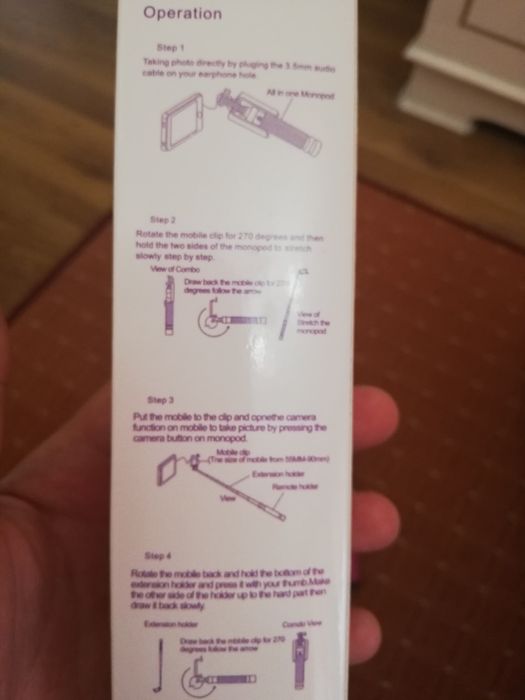 Operation
Step 1
Taking photo directly by pluging the 3.5mm audio
cable on your earphone hole.
All in one Monopod
Step 2
Rotate the mobile clip for 270 degrees and then
hold the two sides of the monopod to stretch
slowly step by step.
View of Combo
Draw back the mobile clip for 270
degrees follow the arrow
View of
Stretch the
monopod
Step 3
Put the mobile to the clip and opnethe camera
function on mobile to take picture by pressing the
camera button on monopod.
Mobile clip
(The size of mobile from 55MM-90mm)
Extension holder
Remote holder
View
Step 4
Rotate the mobile back and hold the bottom of the
extension holder and press it with your thumb.Make
the other side of the holder up to the hard part then
draw it back slowly.
Extension holder
Combo View
Draw back the mobile clip for 270
degrees follow the arrow